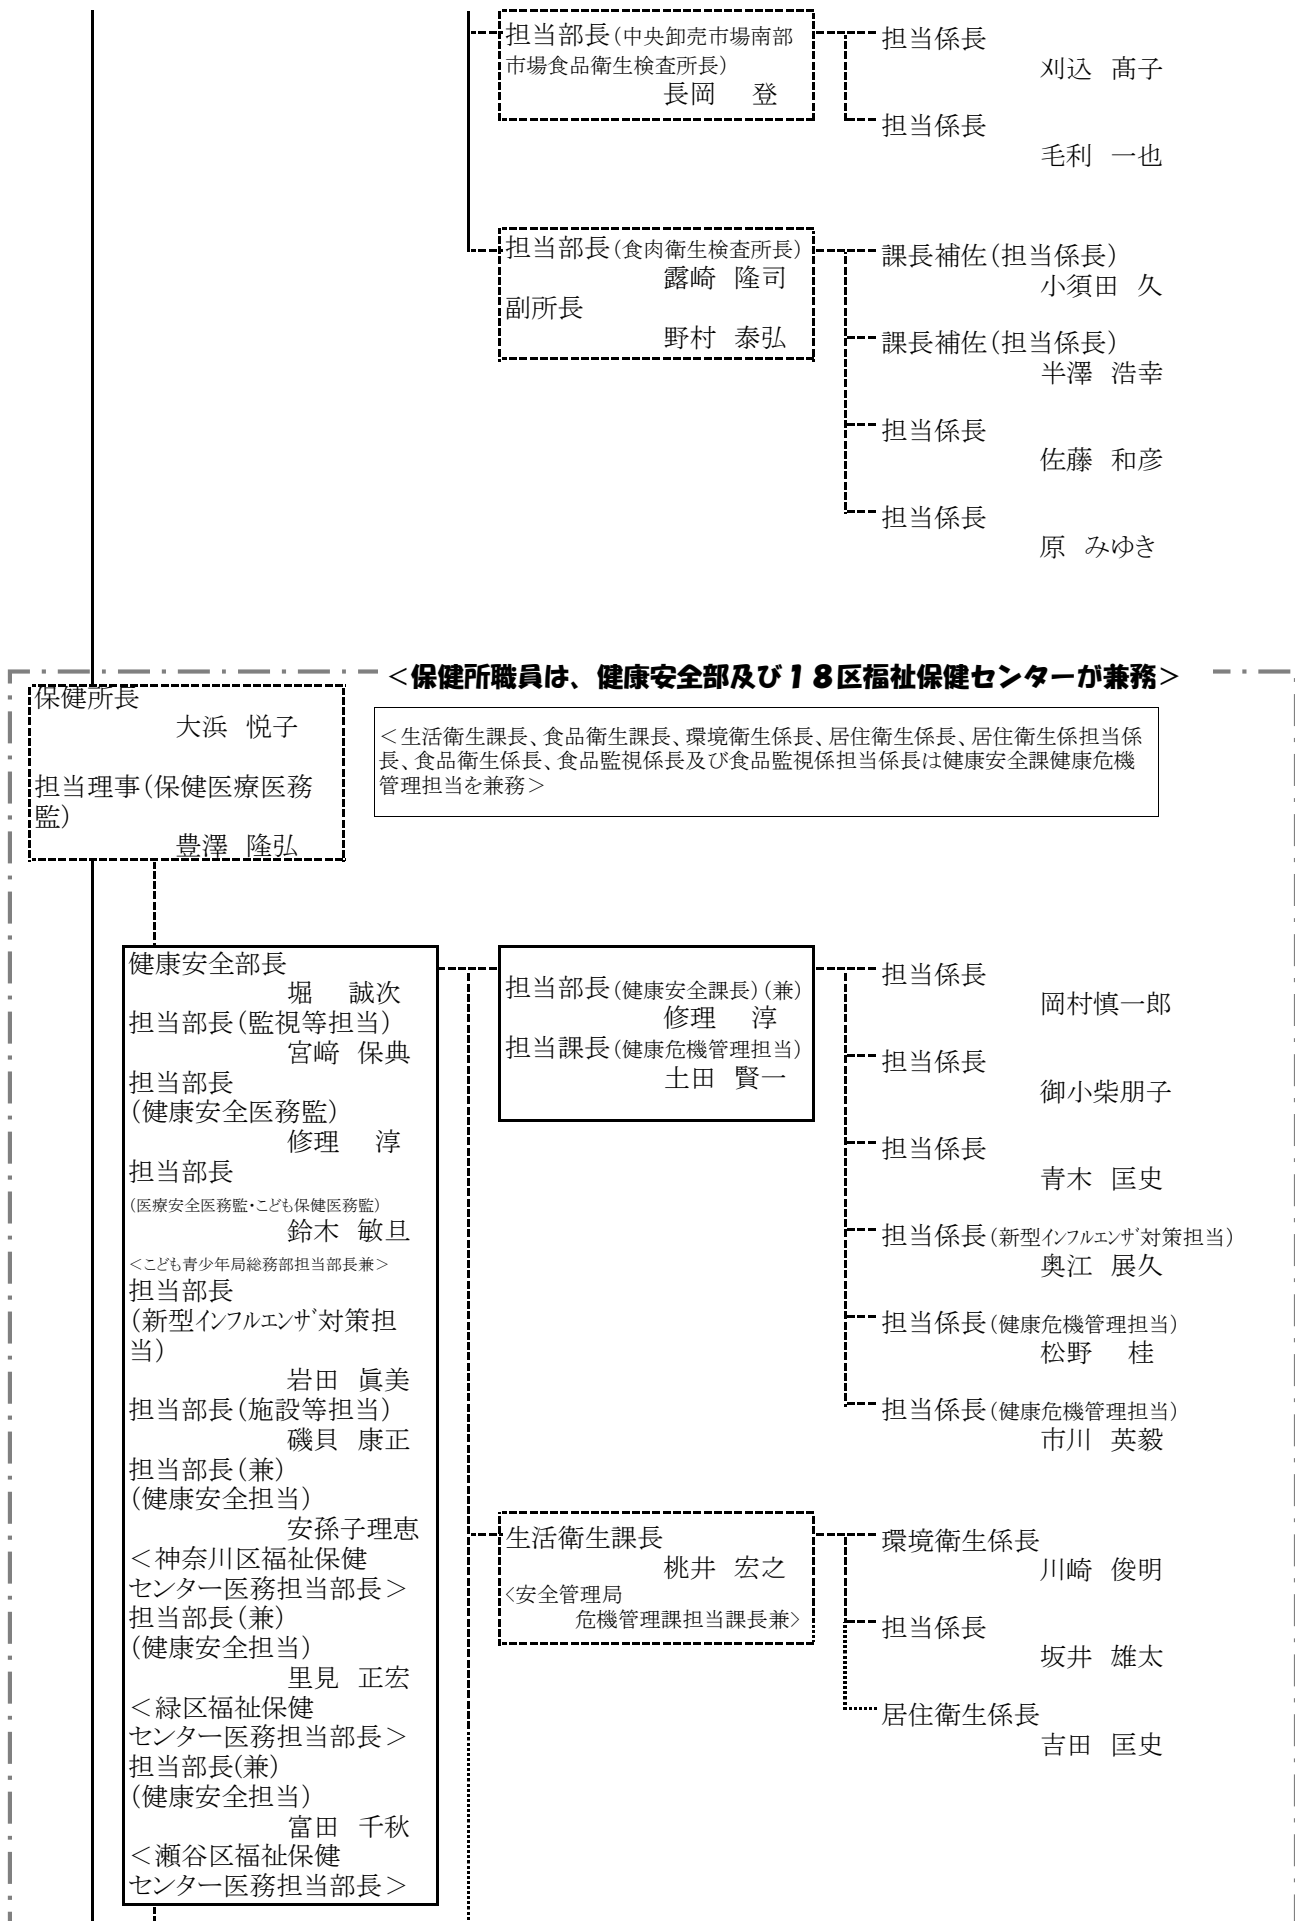 担当部長(中央卸売市場南部
市場食品衛生検査所長)
長岡　登
担当係長
刈込　髙子
担当係長
毛利　一也
担当部長(食肉衛生検査所長)
露崎　隆司
副所長
野村　泰弘
課長補佐(担当係長)
小須田　久
課長補佐(担当係長)
半澤　浩幸
担当係長
佐藤　和彦
担当係長
原　みゆき
＜保健所職員は、健康安全部及び１８区福祉保健センターが兼務＞
保健所長
大浜　悦子
担当理事(保健医療医務
監)
豊澤　隆弘
＜生活衛生課長、食品衛生課長、環境衛生係長、居住衛生係長、居住衛生係担当係
長、食品衛生係長、食品監視係長及び食品監視係担当係長は健康安全課健康危機
管理担当を兼務＞
健康安全部長
堀　誠次
担当部長(監視等担当)
宮﨑　保典
担当部長
(健康安全医務監)
修理　淳
担当部長
(医療安全医務監・こども保健医務監)
鈴木　敏旦
＜こども青少年局総務部担当部長兼＞
担当部長
(新型ｲﾝﾌﾙｴﾝｻﾞ対策担
当)
岩田　眞美
担当部長(施設等担当)
磯貝　康正
担当部長(兼)
(健康安全担当)
安孫子理恵
＜神奈川区福祉保健
センター医務担当部長＞
担当部長(兼)
(健康安全担当)
里見　正宏
＜緑区福祉保健
センター医務担当部長＞
担当部長(兼)
(健康安全担当)
富田　千秋
＜瀬谷区福祉保健
センター医務担当部長＞
担当部長(健康安全課長)(兼)
修理　淳
担当課長(健康危機管理担当)
土田　賢一
担当係長
岡村慎一郎
担当係長
御小柴朋子
担当係長
青木　匡史
担当係長(新型ｲﾝﾌﾙｴﾝｻﾞ対策担当)
奥江　展久
担当係長(健康危機管理担当)
松野　桂
担当係長(健康危機管理担当)
市川　英毅
生活衛生課長
桃井　宏之
<安全管理局
危機管理課担当課長兼>
環境衛生係長
川崎　俊明
担当係長
坂井　雄太
居住衛生係長
吉田　匡史